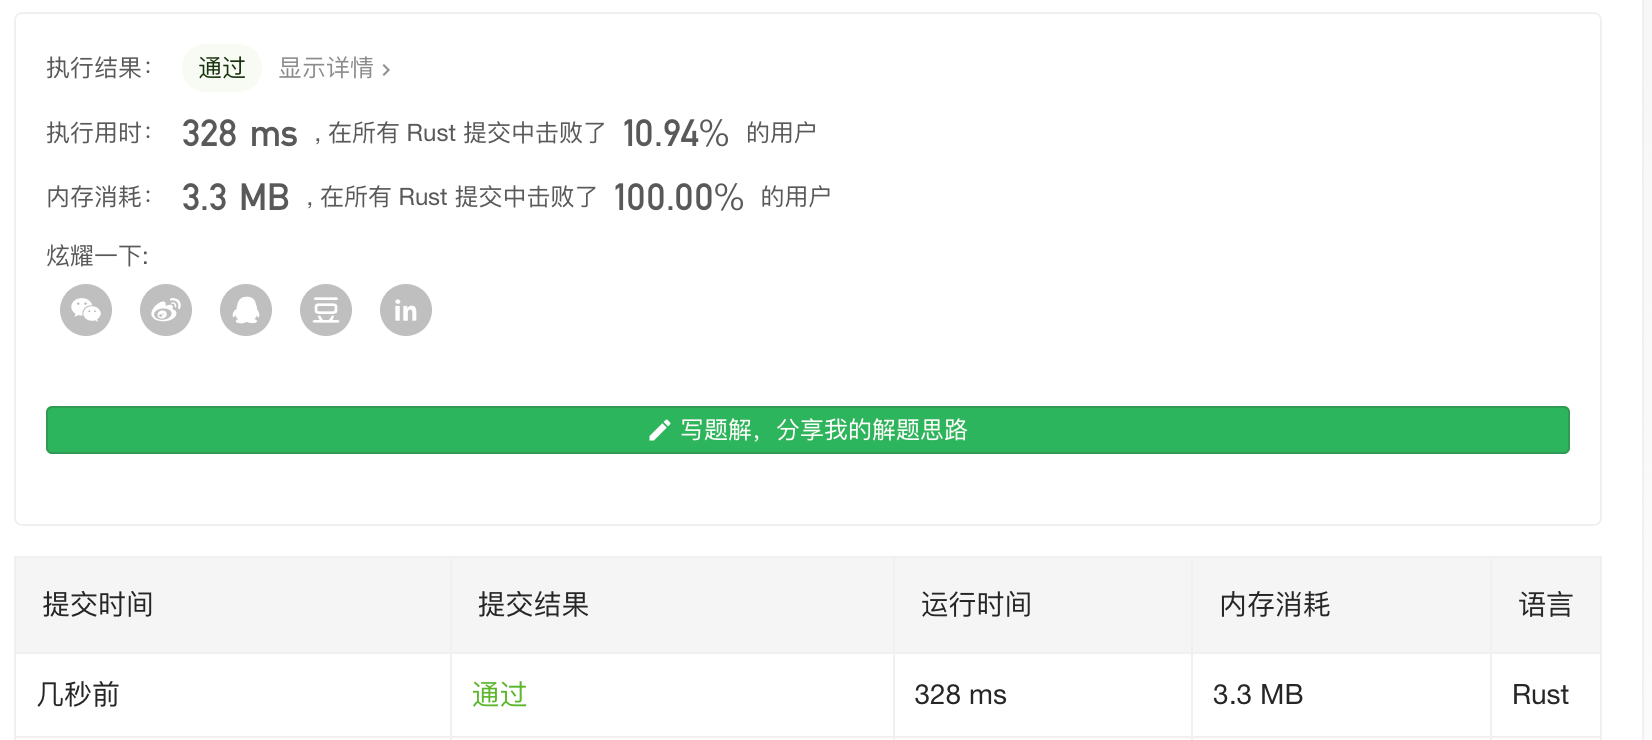 执行结果： 通过 显示详情 ›
执行用时： 328 ms , 在所有 Rust 提交中击败了 10.94% 的用户
内存消耗： 3.3 MB , 在所有 Rust 提交中击败了 100.00% 的用户
炫耀一下:
豆 in
写题解，分享我的解题思路
提交时间 提交结果 运行时间 内存消耗 语言
几秒前 通过 328 ms 3.3 MB Rust